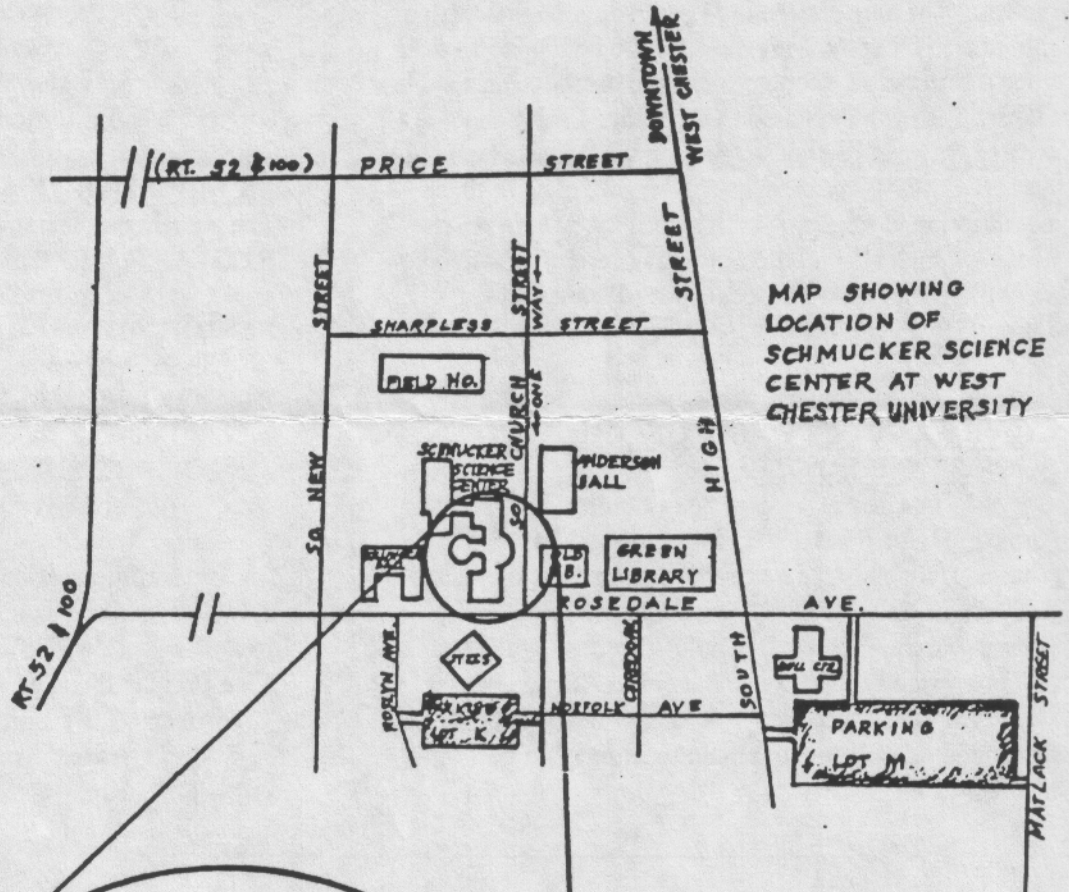 DOWNTOWN
WEST CHESTER
(RT. 52 & 100) PRICE STREET
STREET
STREET
STREET
WAY
SHARPLESS STREET
MAP SHOWING
LOCATION OF
SCHMUCKER SCIENCE
CENTER AT WEST
CHESTER UNIVERSITY
FIELD HO.
ONE
CHURCH
HIGH
SCHMUCKER
SCIENCE
CENTER
ANDERSON
HALL
SO. NEW
SO
GREEN
LIBRARY
ROSEDALE AVE.
RT. 52 & 100
ROSLYN AVE
SOUTH
MATLACK STREET
NORFOLK AVE
LOT K
PARKING
LOT M.